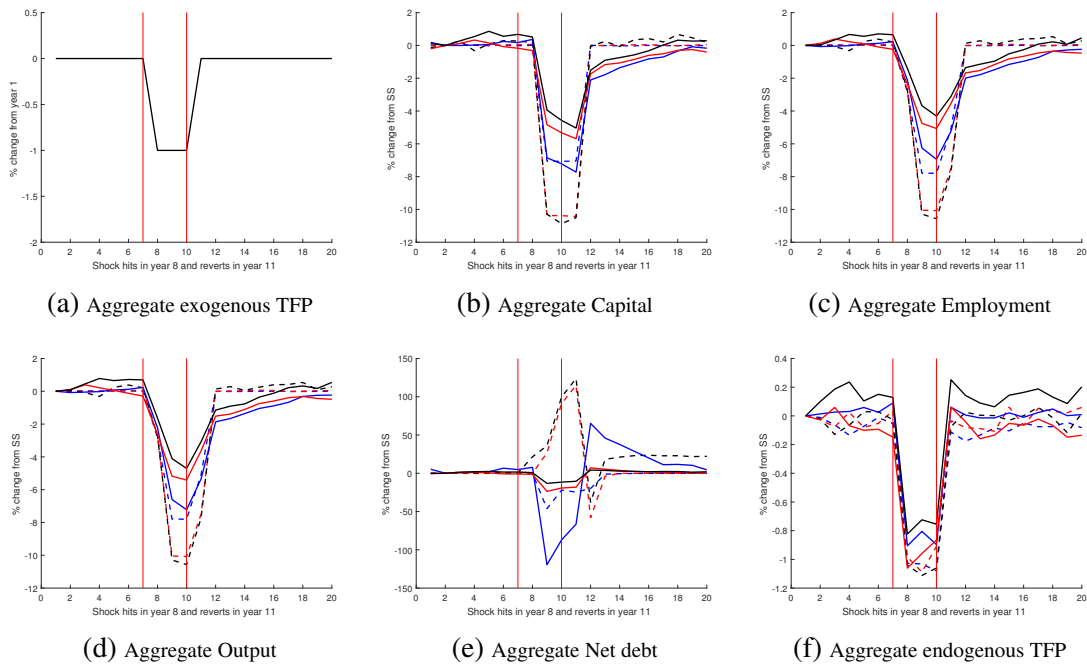 0.5
0
-0.5
-1
-1.5
-2
% change from year 1
0 2 4 6 8 10 12 14 16 18 20
Shock hits in year 8 and reverts in year 11
(a) Aggregate exogenous TFP
2
0
-2
-4
-6
-8
-10
-12
% change from SS
0 2 4 6 8 10 12 14 16 18 20
Shock hits in year 8 and reverts in year 11
(b) Aggregate Capital
2
0
-2
-4
-6
-8
-10
-12
% change from SS
0 2 4 6 8 10 12 14 16 18 20
Shock hits in year 8 and reverts in year 11
(c) Aggregate Employment
2
0
-2
-4
-6
-8
-10
-12
% change from SS
0 2 4 6 8 10 12 14 16 18 20
Shock hits in year 8 and reverts in year 11
(d) Aggregate Output
150
100
50
0
-50
-100
-150
% change from SS
0 2 4 6 8 10 12 14 16 18 20
Shock hits in year 8 and reverts in year 11
(e) Aggregate Net debt
0.4
0.2
0
-0.2
-0.4
-0.6
-0.8
-1
-1.2
% change from SS
0 2 4 6 8 10 12 14 16 18 20
Shock hits in year 8 and reverts in year 11
(f) Aggregate endogenous TFP